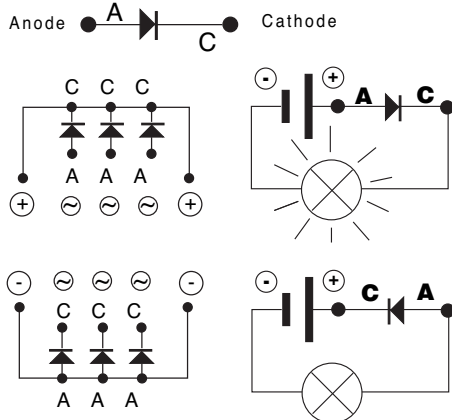 Anode A C Cathode
C C C
A A A
+ ~ ~ ~ +
- + A C
- ~ ~ ~ -
C C C
A A A
- + C A